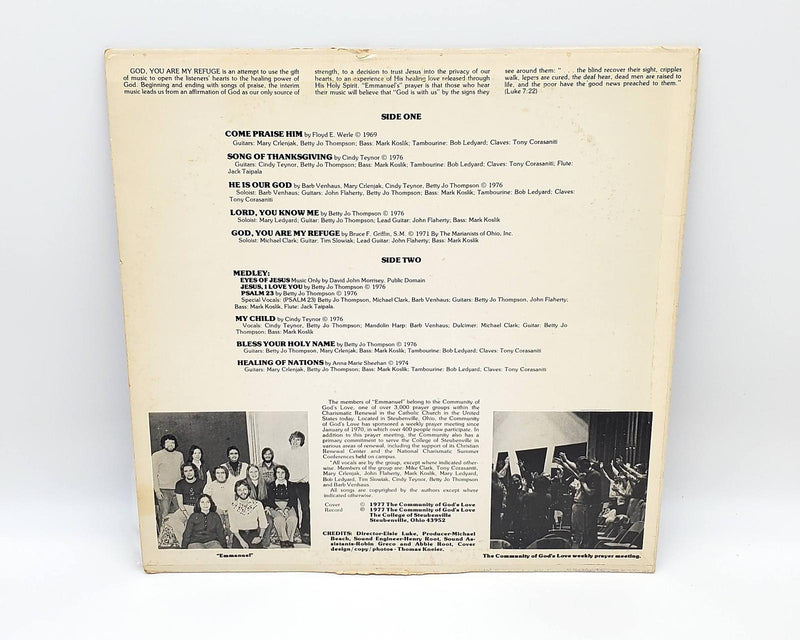 GOD, YOU ARE MY REFUGE is an attempt to use the gift
of music to open the listeners' hearts to the healing power of
God. Beginning and ending with songs of praise, the interim
music leads us from an affirmation of God as our only source of
strength, to a decision to trust Jesus into the privacy of our
hearts, to an experience of His healing love released through
His Holy Spirit. "Emmanuel's" prayer is that those who hear
their music will believe that "God is with us" by the signs they
see around them: ". . . the blind recover their sight, cripples
walk, lepers are cured, the deaf hear, dead men are raised to
life, and the poor have the good news preached to them."
(Luke 7:22)
SIDE ONE
COME PRAISE HIM by Floyd E. Werle © 1969
Guitars: Mary Crlenjak, Betty Jo Thompson; Bass: Mark Koslik; Tambourine: Bob Ledyard; Claves: Tony Corasaniti
SONG OF THANKSGIVING by Cindy Teynor © 1976
Guitars: Cindy Teynor, Betty Jo Thompson; Bass: Mark Koslik; Tambourine: Bob Ledyard; Claves: Tony Corasaniti; Flute:
Jack Taipala
HE IS OUR GOD by Barb Venhaus, Mary Crlenjak, Cindy Teynor, Betty Jo Thompson © 1976
Soloist: Barb Venhaus; Guitars: John Flaherty, Betty Jo Thompson; Bass: Mark Koslik; Tambourine: Bob Ledyard; Claves:
Tony Corasaniti
LORD, YOU KNOW ME by Betty Jo Thompson © 1976
Soloist: Mary Ledyard; Guitar: Betty Jo Thompson; Lead Guitar: John Flaherty; Bass: Mark Koslik
GOD, YOU ARE MY REFUGE by Bruce F. Griffin, S.M. © 1971 By The Marianists of Ohio, Inc.
Soloist: Michael Clark; Guitar: Tim Slowiak; Lead Guitar: John Flaherty; Bass: Mark Koslik
SIDE TWO
MEDLEY:
EYES OF JESUS Music Only by David John Morrisey, Public Domain
JESUS, I LOVE YOU by Betty Jo Thompson © 1976
PSALM 23 by Betty Jo Thompson © 1976
Special Vocals: (PSALM 23) Betty Jo Thompson, Michael Clark, Barb Venhaus; Guitars: Betty Jo Thompson, John Flaherty;
Bass: Mark Koslik, Flute: Jack Taipala.
MY CHILD by Cindy Teynor © 1976
Vocals: Cindy Teynor, Betty Jo Thompson; Mandolin Harp: Barb Venhaus, Dulcimer: Michael Clark; Guitar: Betty Jo
Thompson; Bass: Mark Koslik
BLESS YOUR HOLY NAME by Betty Jo Thompson © 1976
Guitars: Betty Jo Thompson, Mary Crlenjak; Bass: Mark Koslik; Tambourine: Bob Ledyard; Claves: Tony Corasaniti
HEALING OF NATIONS by Anna Marie Sheehan © 1974
Guitars: Mary Crlenjak, Betty Jo Thompson; Bass: Mark Koslik; Tambourine: Bob Ledyard; Claves: Tony Corasaniti
The members of "Emmanuel" belong to the Community of
God's Love, one of over 3,000 prayer groups within the
Charismatic Renewal in the Catholic Church in the United
States today. Located in Steubenville, Ohio, the Community
of God's Love has sponsored a weekly prayer meeting since
January of 1970, in which over 400 people now participate. In
addition to this prayer meeting, the Community also has a
primary commitment to serve the College of Steubenville
in various areas of renewal, including the support of its Christian
Renewal Center and the National Charismatic Summer
Conferences held on campus.
"All vocals are by the group, except where indicated other-
wise. Members of the group are: Mike Clark, Tony Corasaniti,
Mary Crlenjak, John Flaherty, Mark Koslik, Mary Ledyard,
Bob Ledyard, Tim Slowiak, Cindy Teynor, Betty Jo Thompson
and Barb Venhaus.
All songs are copyrighted by the authors except where
indicated otherwise.
Cover © 1977 The Community of God's Love
Record ℗ 1977 The Community of God's Love
The College of Steubenville
Steubenville, Ohio 43952
CREDITS: Director-Elsie Luke, Producer-Michael
Beach, Sound Engineer-Henry Root, Sound As-
sistants-Robin Greco and Abbie Root, Cover
design/copy/photos - Thomas Kneier.
"Emmanuel"
The Community of God's Love weekly prayer meeting.